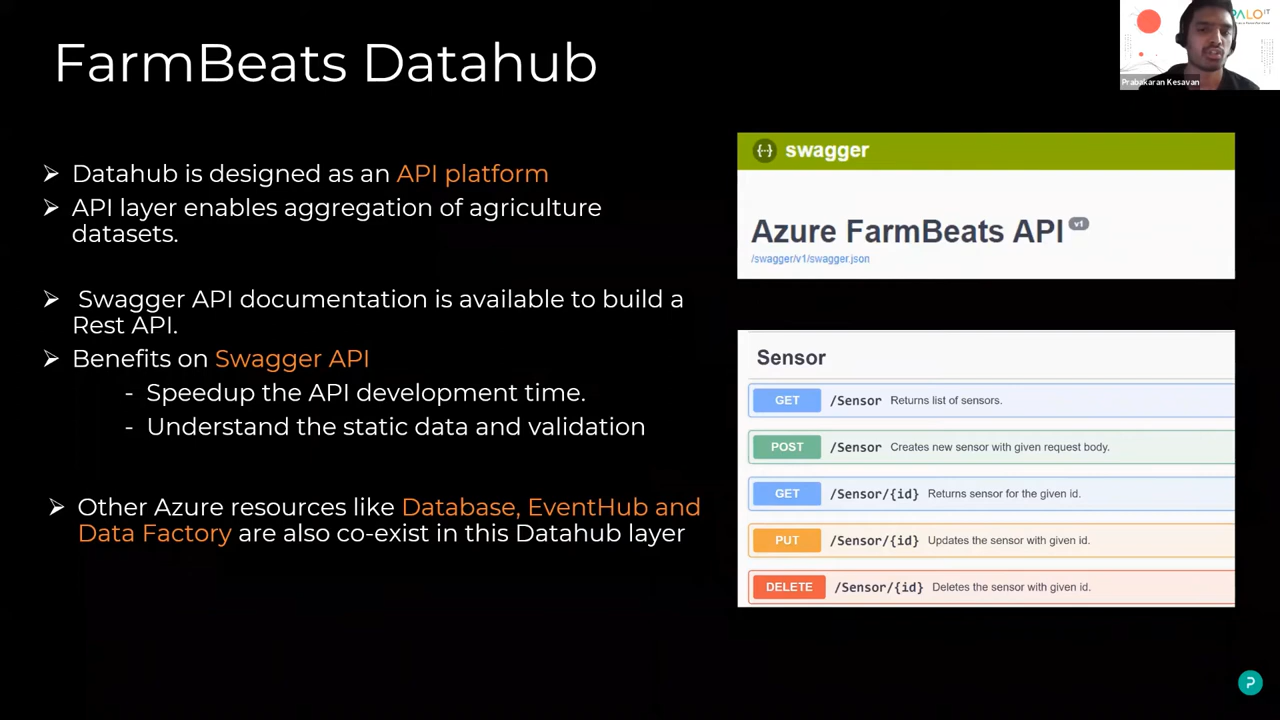 FarmBeats Datahub
PALO IT
Prabakaran Kesavan
➢ Datahub is designed as an API platform
➢ API layer enables aggregation of agriculture
datasets.
➢ Swagger API documentation is available to build a
Rest API.
➢ Benefits on Swagger API
- Speedup the API development time.
- Understand the static data and validation
➢ Other Azure resources like Database, EventHub and
Data Factory are also co-exist in this Datahub layer
{··} swagger
Azure FarmBeats API v1
/swagger/v1/swagger.json
Sensor
GET /Sensor Returns list of sensors.
POST /Sensor Creates new sensor with given request body.
GET /Sensor/{id} Returns sensor for the given id.
PUT /Sensor/{id} Updates the sensor with given id.
DELETE /Sensor/{id} Deletes the sensor with given id.